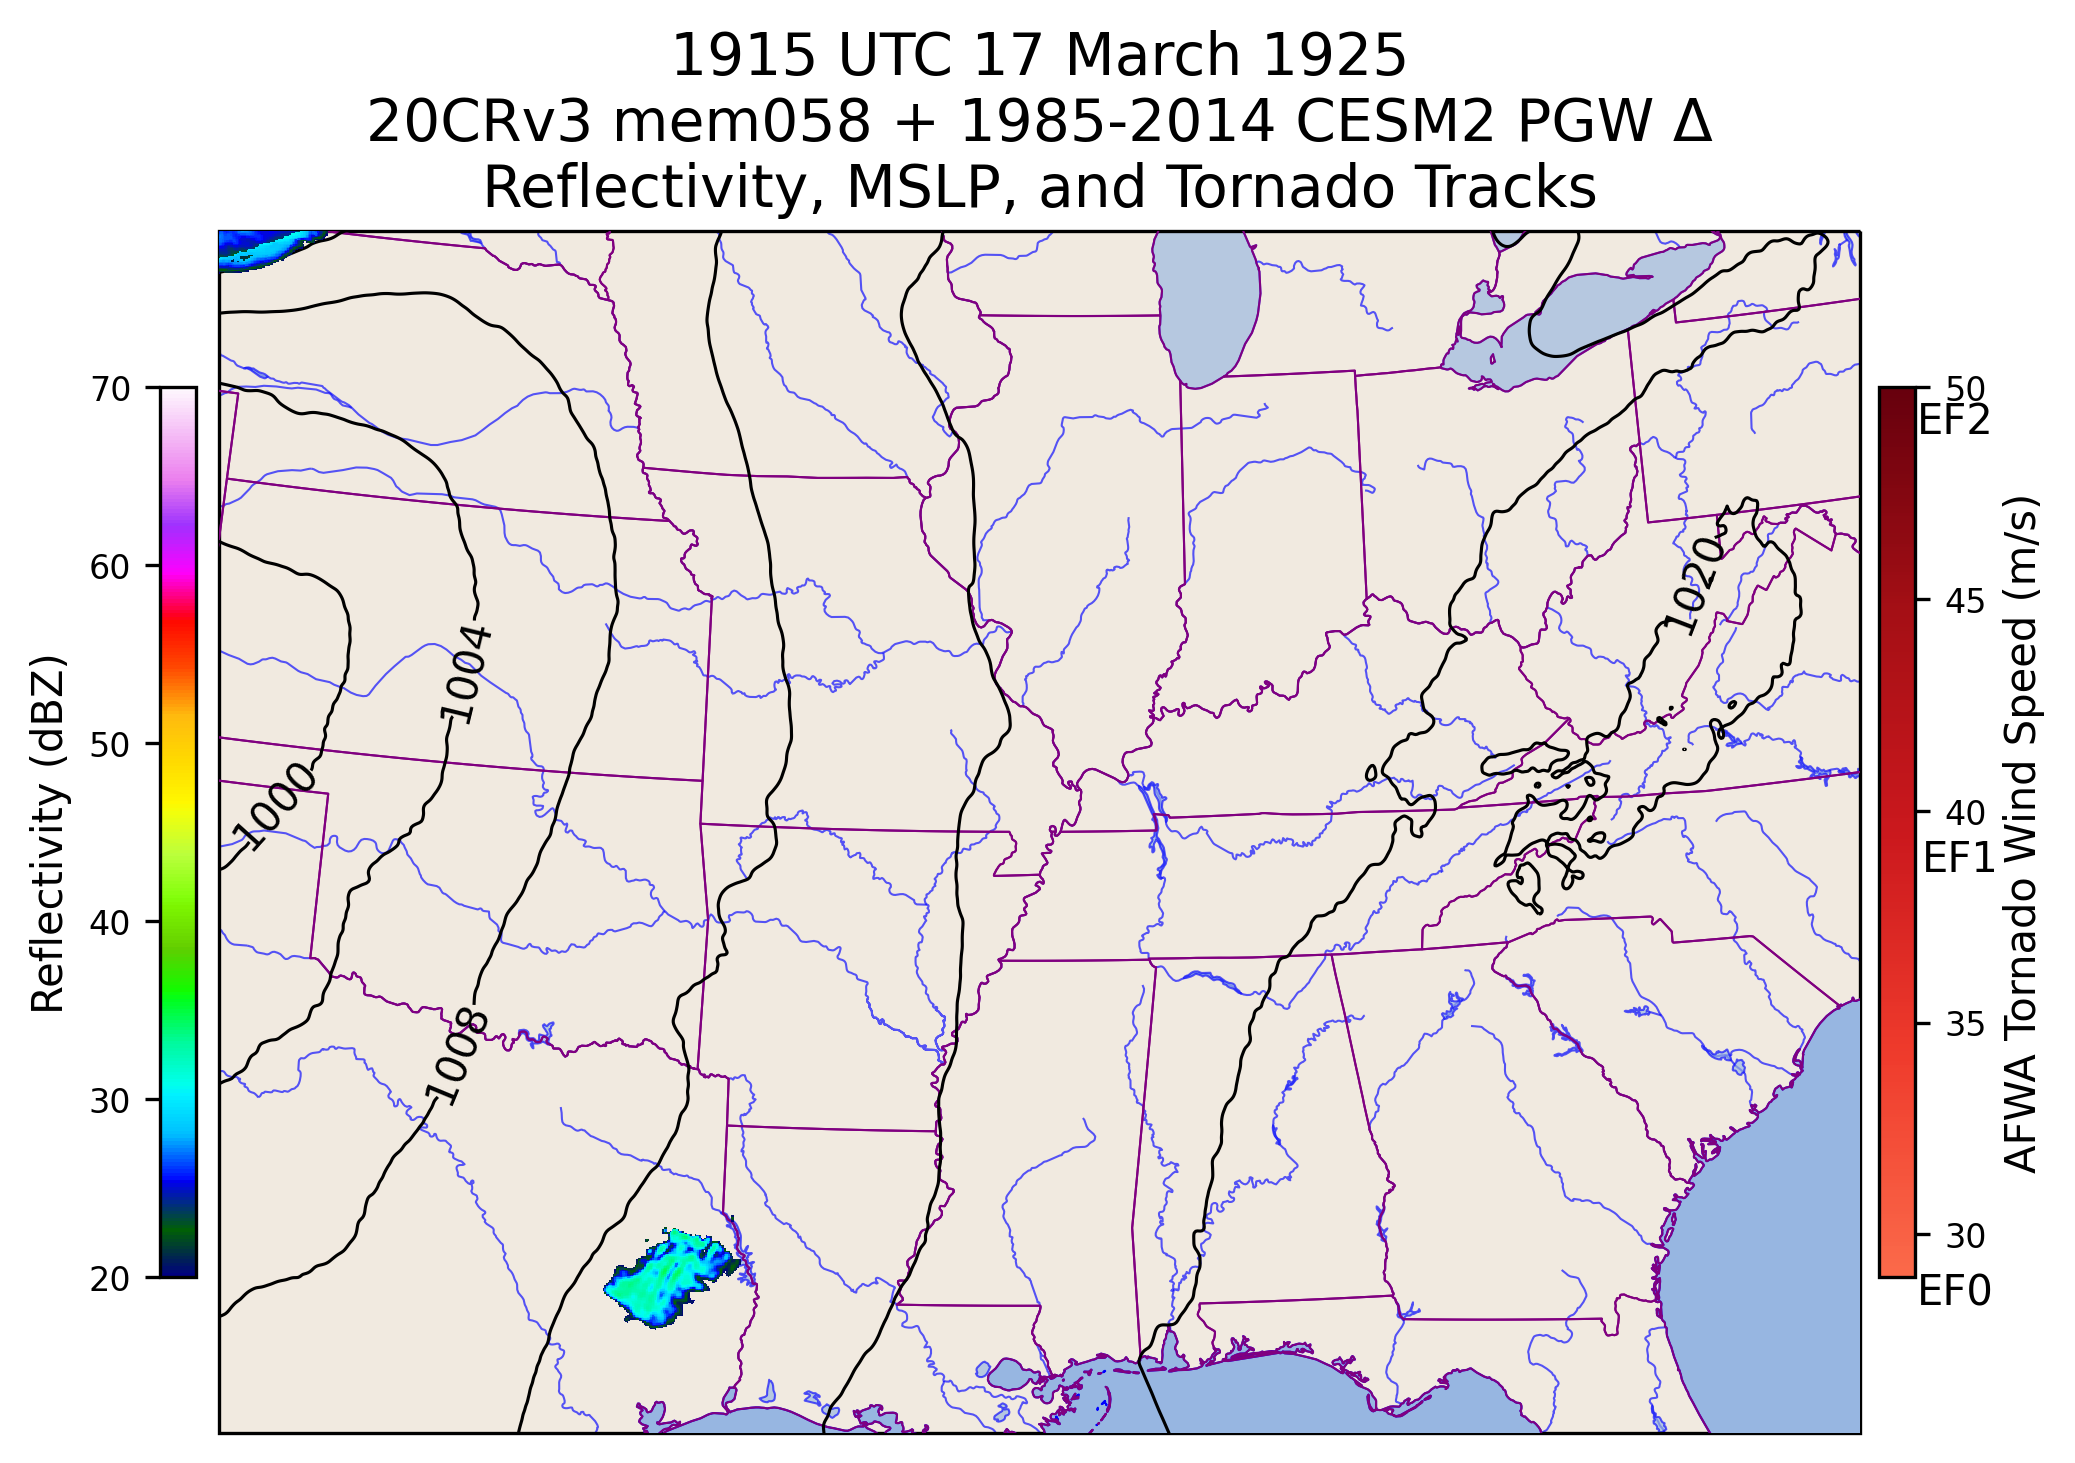 1915 UTC 17 March 1925
20CRv3 mem058 + 1985-2014 CESM2 PGW Δ
Reflectivity, MSLP, and Tornado Tracks
Reflectivity (dBZ)
70
60
50
40
30
20
1020
1004
1000
1008
50
EF2
45
40
EF1
35
30
EF0
AFWA Tornado Wind Speed (m/s)